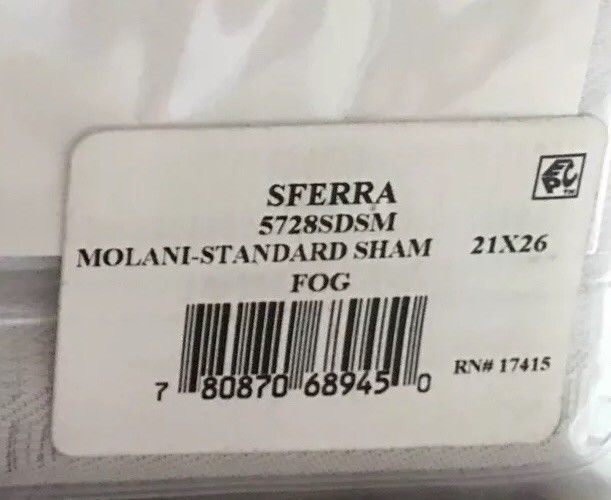 SFERRA
5728SDSM
MOLANI-STANDARD SHAM 21X26
FOG
7 80870 68945 0
RN# 17415